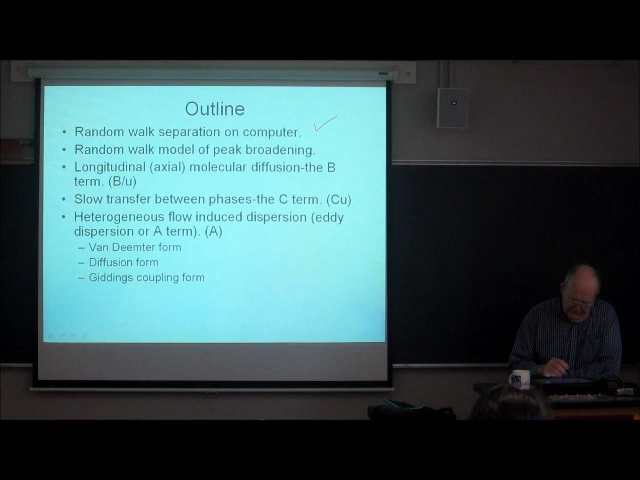 Outline
• Random walk separation on computer.
• Random walk model of peak broadening.
• Longitudinal (axial) molecular diffusion-the B
term. (B/u)
• Slow transfer between phases-the C term. (Cu)
• Heterogeneous flow induced dispersion (eddy
dispersion or A term). (A)
– Van Deemter form
– Diffusion form
– Giddings coupling form